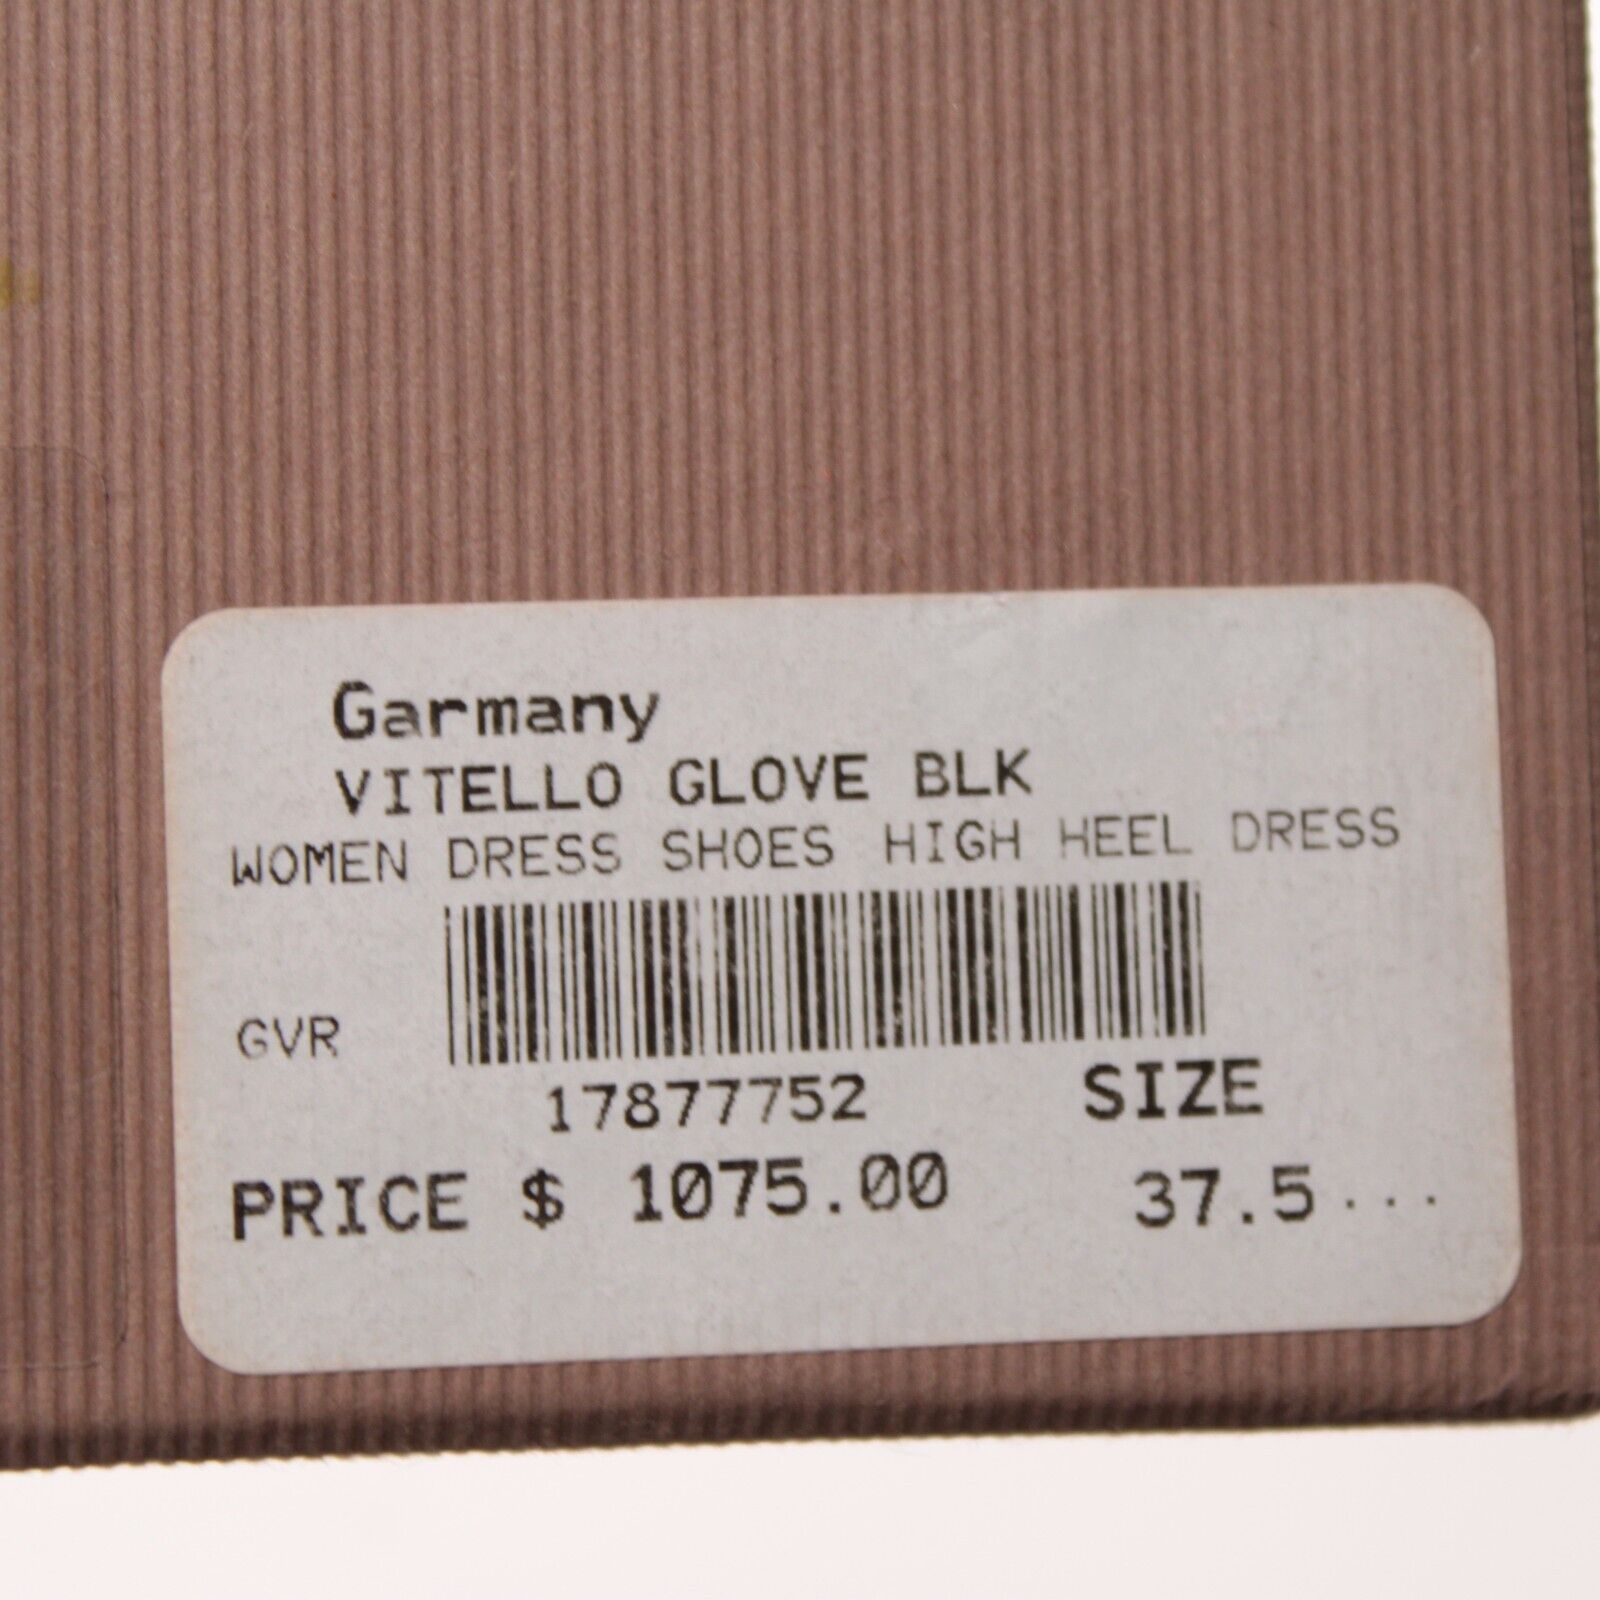 Garmany
VITELLO GLOVE BLK
WOMEN DRESS SHOES HIGH HEEL DRESS
GVR
17877752 SIZE
PRICE $ 1075.00 37.5...